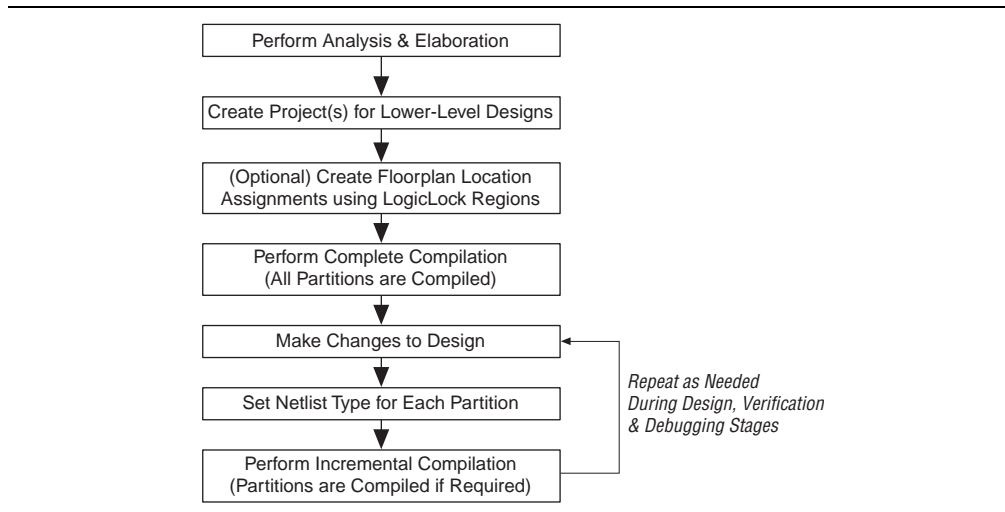 Perform Analysis & Elaboration
Create Project(s) for Lower-Level Designs
(Optional) Create Floorplan Location
Assignments using LogicLock Regions
Perform Complete Compilation
(All Partitions are Compiled)
Make Changes to Design
Set Netlist Type for Each Partition
Perform Incremental Compilation
(Partitions are Compiled if Required)
Repeat as Needed
During Design, Verification
& Debugging Stages